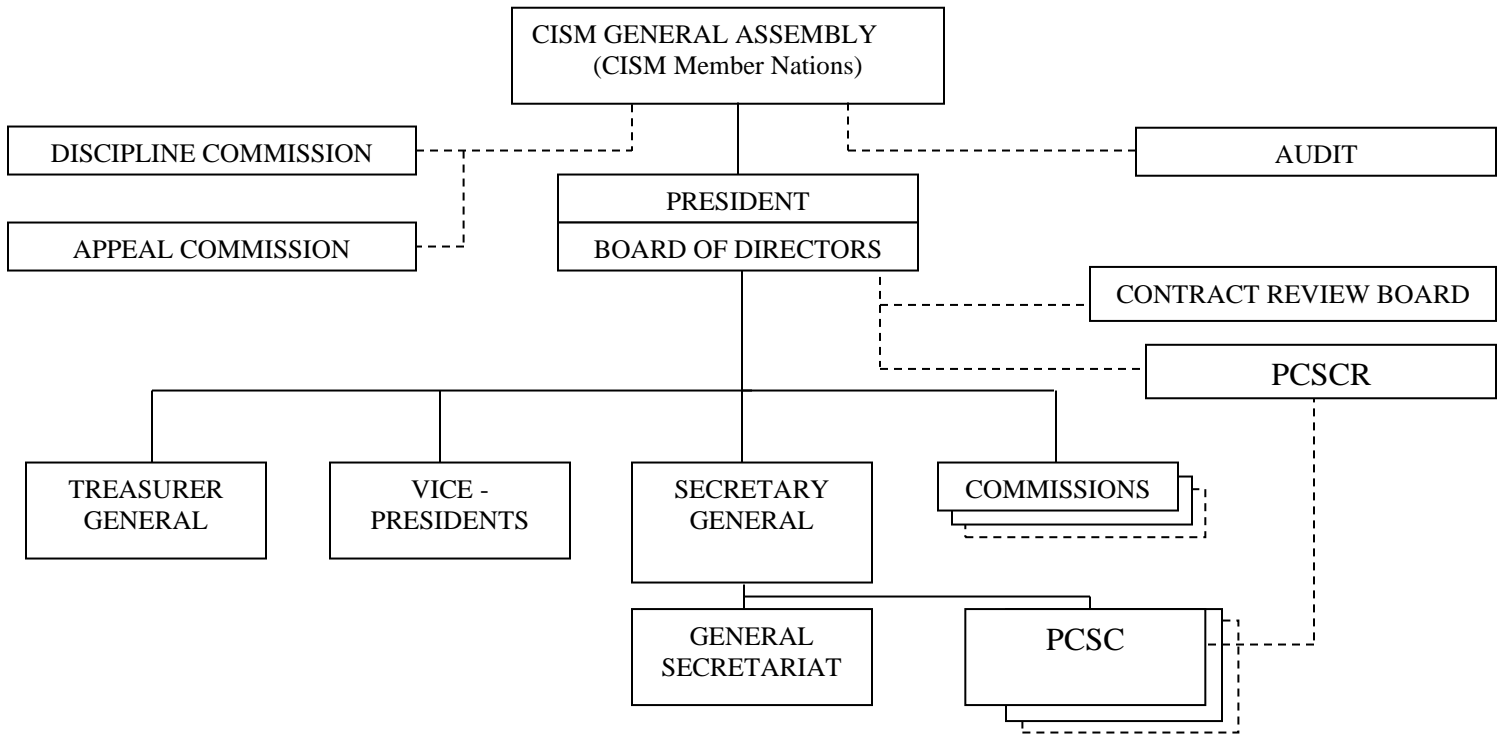 CISM GENERAL ASSEMBLY
(CISM Member Nations)
DISCIPLINE COMMISSION
AUDIT
PRESIDENT
APPEAL COMMISSION
BOARD OF DIRECTORS
CONTRACT REVIEW BOARD
PCSCR
TREASURER
GENERAL
VICE -
PRESIDENTS
SECRETARY
GENERAL
COMMISSIONS
GENERAL
SECRETARIAT
PCSC